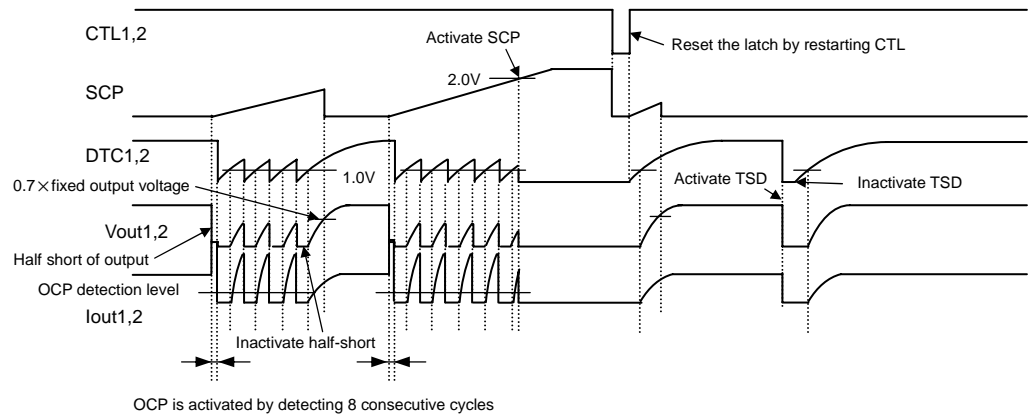 CTL1,2
Activate SCP
Reset the latch by restarting CTL
2.0V
SCP
DTC1,2
1.0V
0.7×fixed output voltage
Activate TSD
Inactivate TSD
Vout1,2
Half short of output
OCP detection level
Iout1,2
Inactivate half-short
OCP is activated by detecting 8 consecutive cycles